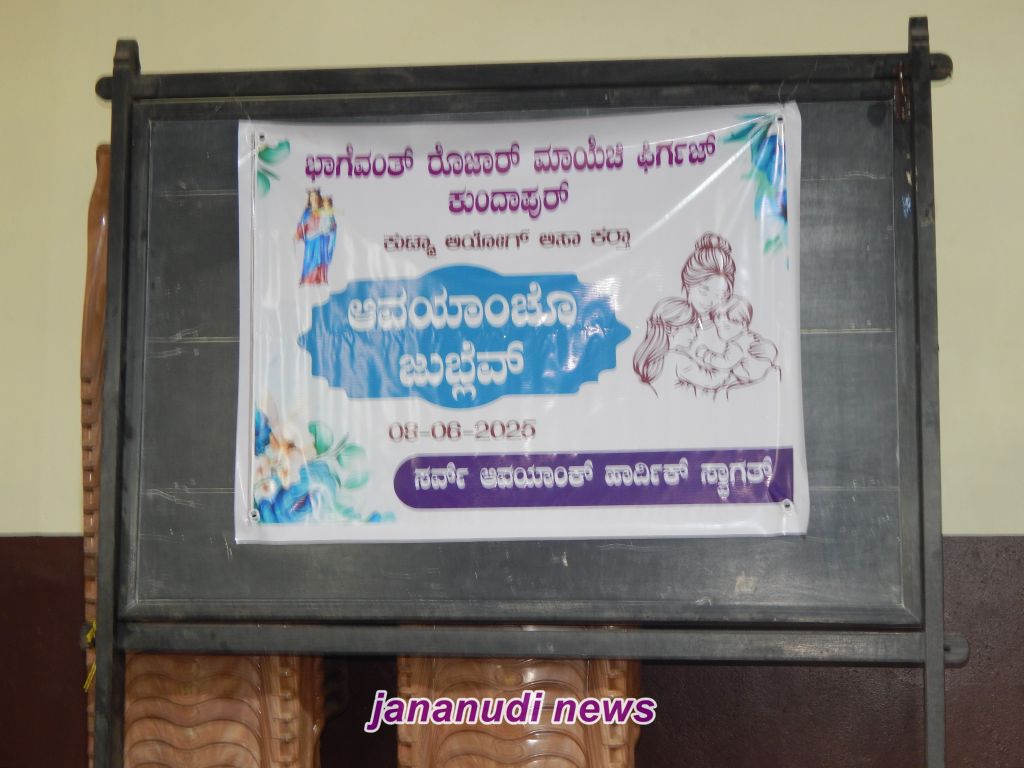 ಭಾಗೆವಂತ್ ರೊಜಾರ್ ಮಾಯೆಚಿ ಫಿರ್ಗಜ್
ಕುಂದಾಪುರ್
ಕುಟ್ಮಾ ಆಯೋಗ್ ಆಸಾ ಕರ್‍ತಾ
ಆವಯಾಂಚೊ
ಜುಬ್ಲೆವ್
08-06-2025
ಸರ್ವ್ ಆವಯಾಂಕ್ ಹಾರ್ದಿಕ್ ಸ್ವಾಗತ್
jananudi news